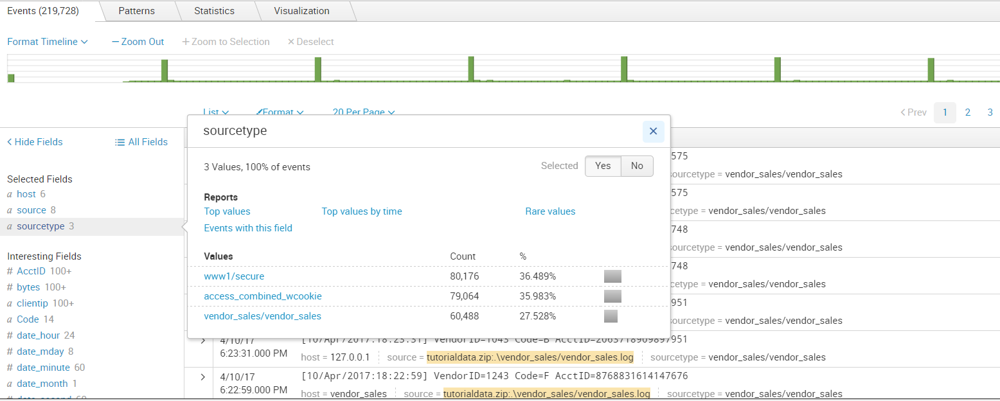 Events (219,728) Patterns Statistics Visualization
Format Timeline — Zoom Out + Zoom to Selection × Deselect
List Format 20 Per Page < Prev 1 2 3
sourcetype ×
< Hide Fields All Fields
3 Values, 100% of events Selected Yes No
575
sourcetype = vendor_sales/vendor_sales
Selected Fields
a host 6
a source 8
a sourcetype 3
Reports
Top values Top values by time Rare values
Events with this field
575
sourcetype = vendor_sales/vendor_sales
748
sourcetype = vendor_sales/vendor_sales
Interesting Fields
# AcctID 100+
# bytes 100+
a clientip 100+
a Code 14
# date_hour 24
# date_mday 8
# date_minute 60
a date_month 1
Values Count %
www1/secure 80,176 36.489%
access_combined_wcookie 79,064 35.983%
vendor_sales/vendor_sales 60,488 27.528%
748
sourcetype = vendor_sales/vendor_sales
951
sourcetype = vendor_sales/vendor_sales
> 4/10/17 [10/Apr/2017:18:23:31] VendorID=1043 Code=B AcctID=2063718909897951
6:23:31.000 PM host = 127.0.0.1 source = tutorialdata.zip:.\vendor_sales/vendor_sales.log sourcetype = vendor_sales/vendor_sales
> 4/10/17 [10/Apr/2017:18:22:59] VendorID=1243 Code=F AcctID=8768831614147676
6:22:59.000 PM host = vendor_sales source = tutorialdata.zip:.\vendor_sales/vendor_sales.log sourcetype = vendor_sales/vendor_sales